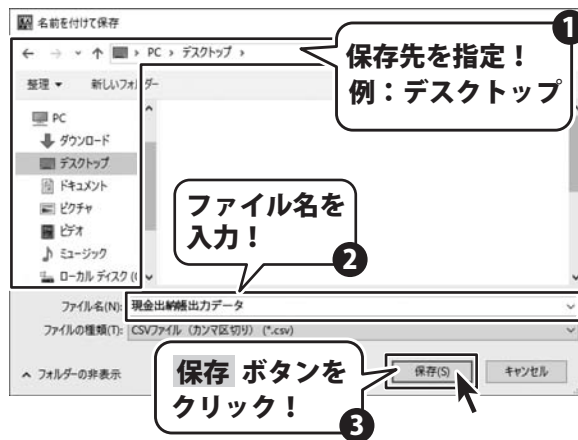 名前を付けて保存
❶
PC › デスクトップ ›
保存先を指定！
例：デスクトップ
整理 新しいフォルダー
PC
ダウンロード
デスクトップ
ドキュメント
ピクチャ
ビデオ
ミュージック
ローカル ディスク (
ファイル名を
入力！
❷
ファイル名(N): 現金出納帳出力データ
ファイルの種類(T): CSVファイル（カンマ区切り） (*.csv)
フォルダーの非表示
保存 ボタンを
クリック！
❸
保存(S) キャンセル